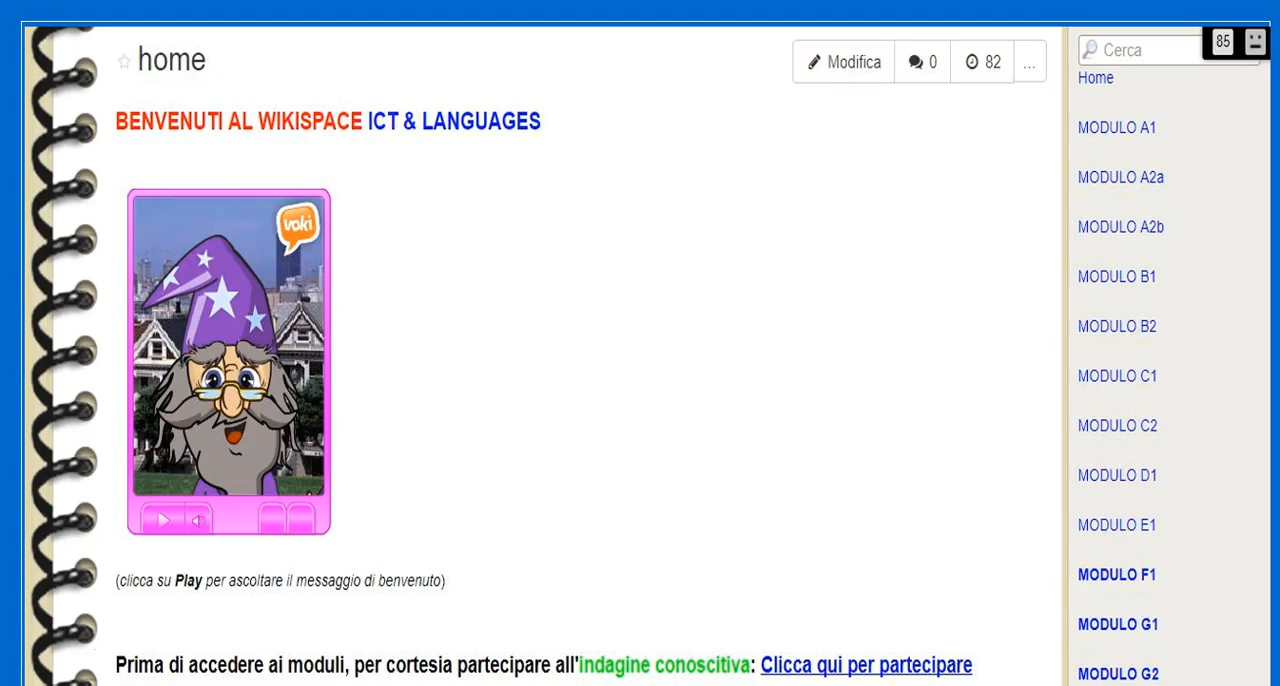 home
Modifica
0
82
...
Cerca
85
BENVENUTI AL WIKISPACE ICT & LANGUAGES
voki
(clicca su Play per ascoltare il messaggio di benvenuto)
Prima di accedere ai moduli, per cortesia partecipare all'indagine conoscitiva: Clicca qui per partecipare
Home
MODULO A1
MODULO A2a
MODULO A2b
MODULO B1
MODULO B2
MODULO C1
MODULO C2
MODULO D1
MODULO E1
MODULO F1
MODULO G1
MODULO G2